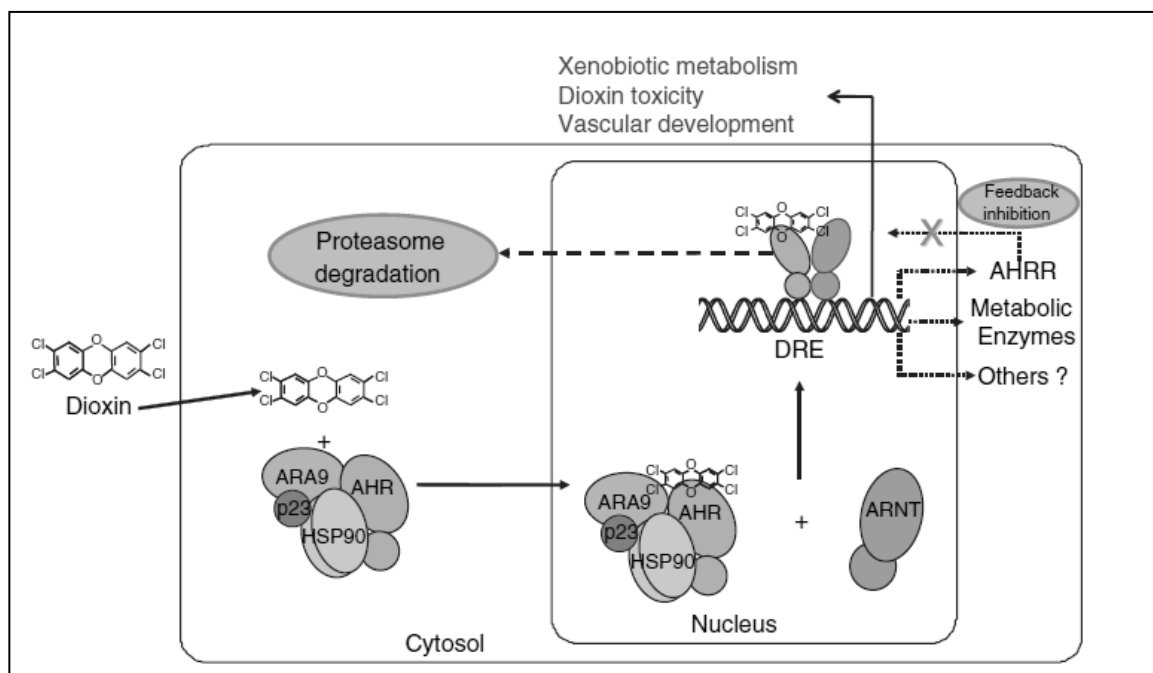 Xenobiotic metabolism
Dioxin toxicity
Vascular development
Feedback
inhibition
Cl
O
Cl
Cl
O
Cl
X
Proteasome
degradation
AHRR
Metabolic
Enzymes
DRE
Others ?
Cl
O
Cl
Cl
O
Cl
Dioxin
Cl
O
Cl
Cl
O
Cl
+
ARA9
AHR
p23
HSP90
Cl
O
Cl
Cl
O
Cl
ARA9
AHR
p23
HSP90
+
ARNT
Nucleus
Cytosol